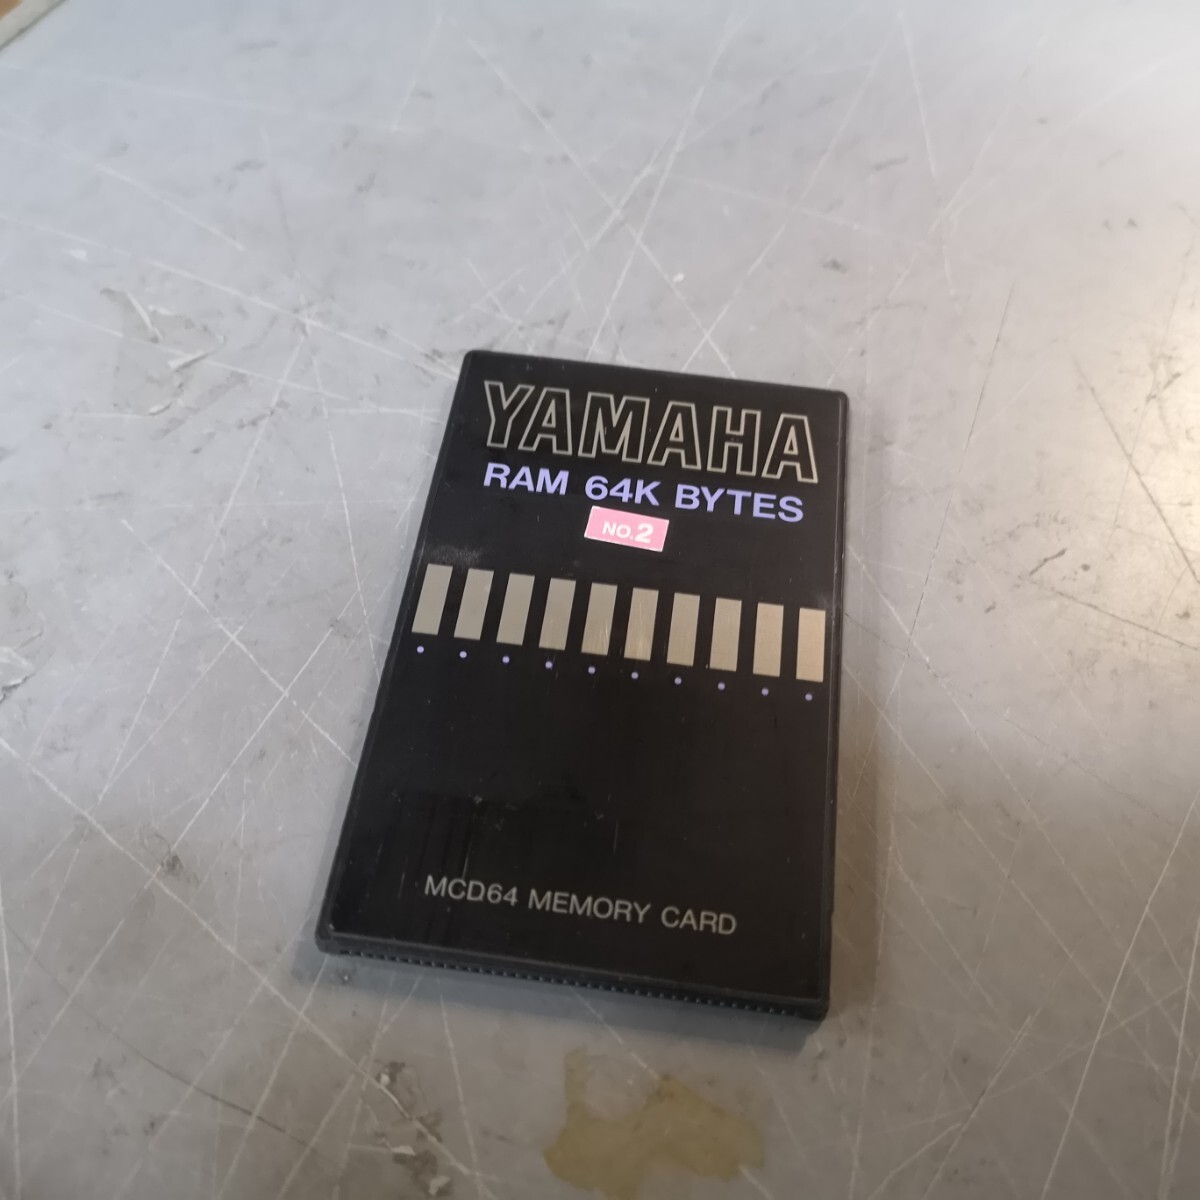 YAMAHA
RAM 64K BYTES
NO.2
MCD64 MEMORY CARD